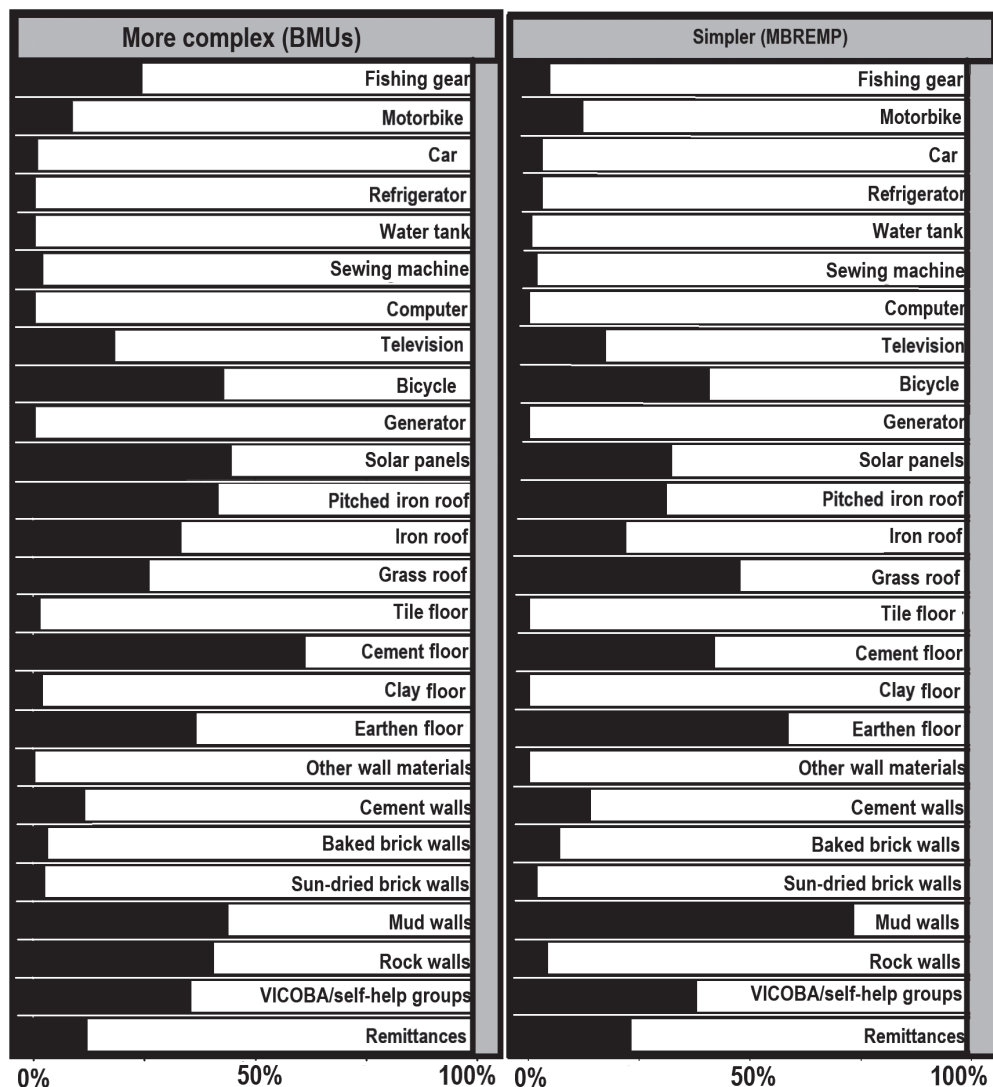 More complex (BMUs)
Fishing gear
Motorbike
Car
Refrigerator
Water tank
Sewing machine
Computer
Television
Bicycle
Generator
Solar panels
Pitched iron roof
Iron roof
Grass roof
Tile floor
Cement floor
Clay floor
Earthen floor
Other wall materials
Cement walls
Baked brick walls
Sun-dried brick walls
Mud walls
Rock walls
VICOBA/self-help groups
Remittances
0% 50% 100%
Simpler (MBREMP)
Fishing gear
Motorbike
Car
Refrigerator
Water tank
Sewing machine
Computer
Television
Bicycle
Generator
Solar panels
Pitched iron roof
Iron roof
Grass roof
Tile floor
Cement floor
Clay floor
Earthen floor
Other wall materials
Cement walls
Baked brick walls
Sun-dried brick walls
Mud walls
Rock walls
VICOBA/self-help groups
Remittances
0% 50% 100%